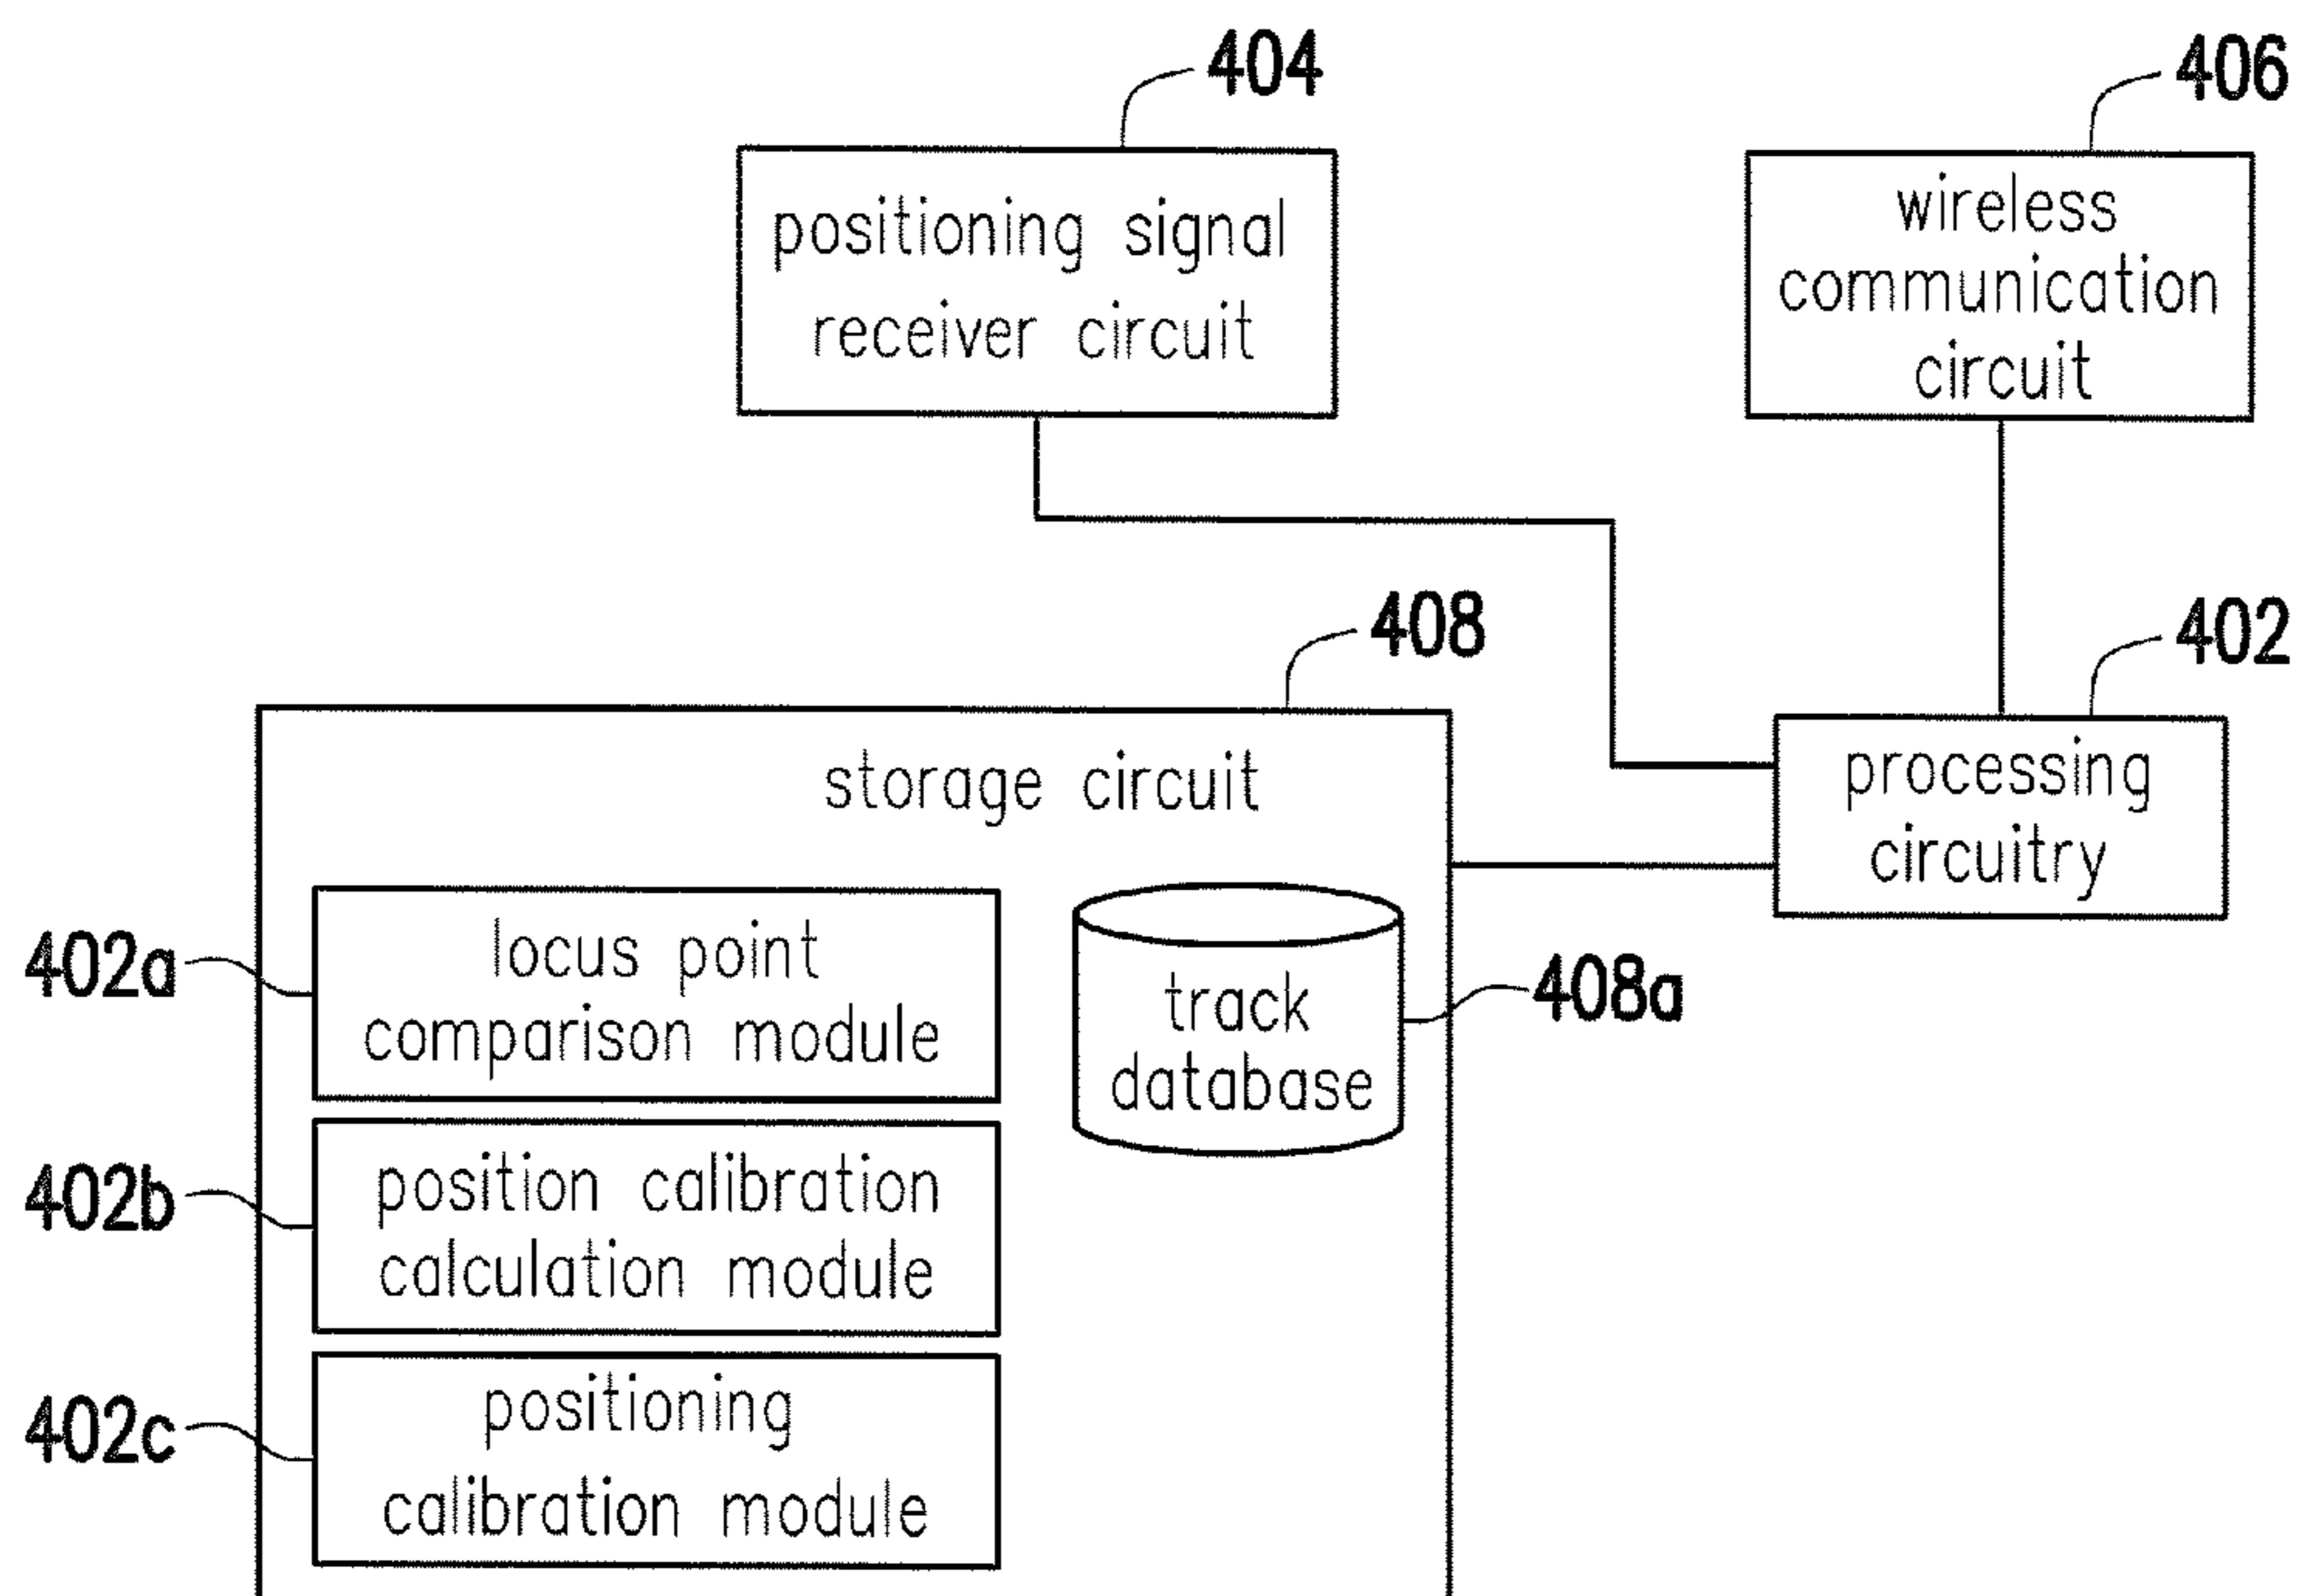 404
positioning signal
receiver circuit
406
wireless
communication
circuit
408
storage circuit
402
processing
circuitry
402a
locus point
comparison module
track
database
408a
402b
position calibration
calculation module
402c
positioning
calibration module